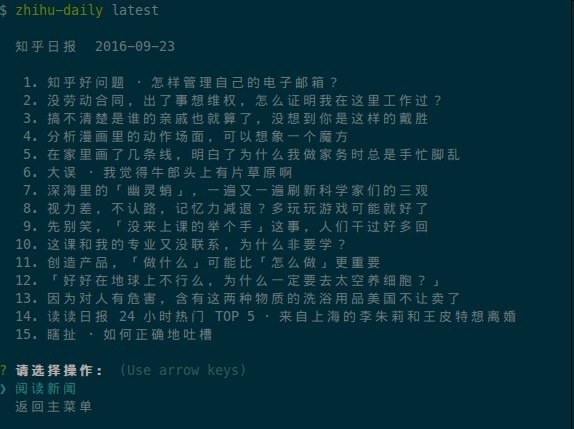 $ zhihu-daily latest
知乎日报  2016-09-23
1. 知乎好问题 · 怎样管理自己的电子邮箱？
2. 没劳动合同，出了事想维权，怎么证明我在这里工作过？
3. 搞不清楚是谁的亲戚也就算了，没想到你是这样的戴胜
4. 分析漫画里的动作场面，可以想象一个魔方
5. 在家里画了几条线，明白了为什么我做家务时总是手忙脚乱
6. 大误 · 我觉得牛郎头上有片草原啊
7. 深海里的「幽灵蛸」，一遍又一遍刷新科学家们的三观
8. 视力差，不认路，记忆力减退？多玩玩游戏可能就好了
9. 先别笑，「没来上课的举个手」这事，人们干过好多回
10. 这课和我的专业又没联系，为什么非要学？
11. 创造产品，「做什么」可能比「怎么做」更重要
12. 「好好在地球上不行么，为什么一定要去太空养细胞？」
13. 因为对人有危害，含有这两种物质的洗浴用品美国不让卖了
14. 读读日报 24 小时热门 TOP 5 · 来自上海的李朱莉和王皮特想离婚
15. 瞎扯 · 如何正确地吐槽
? 请选择操作: (Use arrow keys)
❯ 阅读新闻
返回主菜单